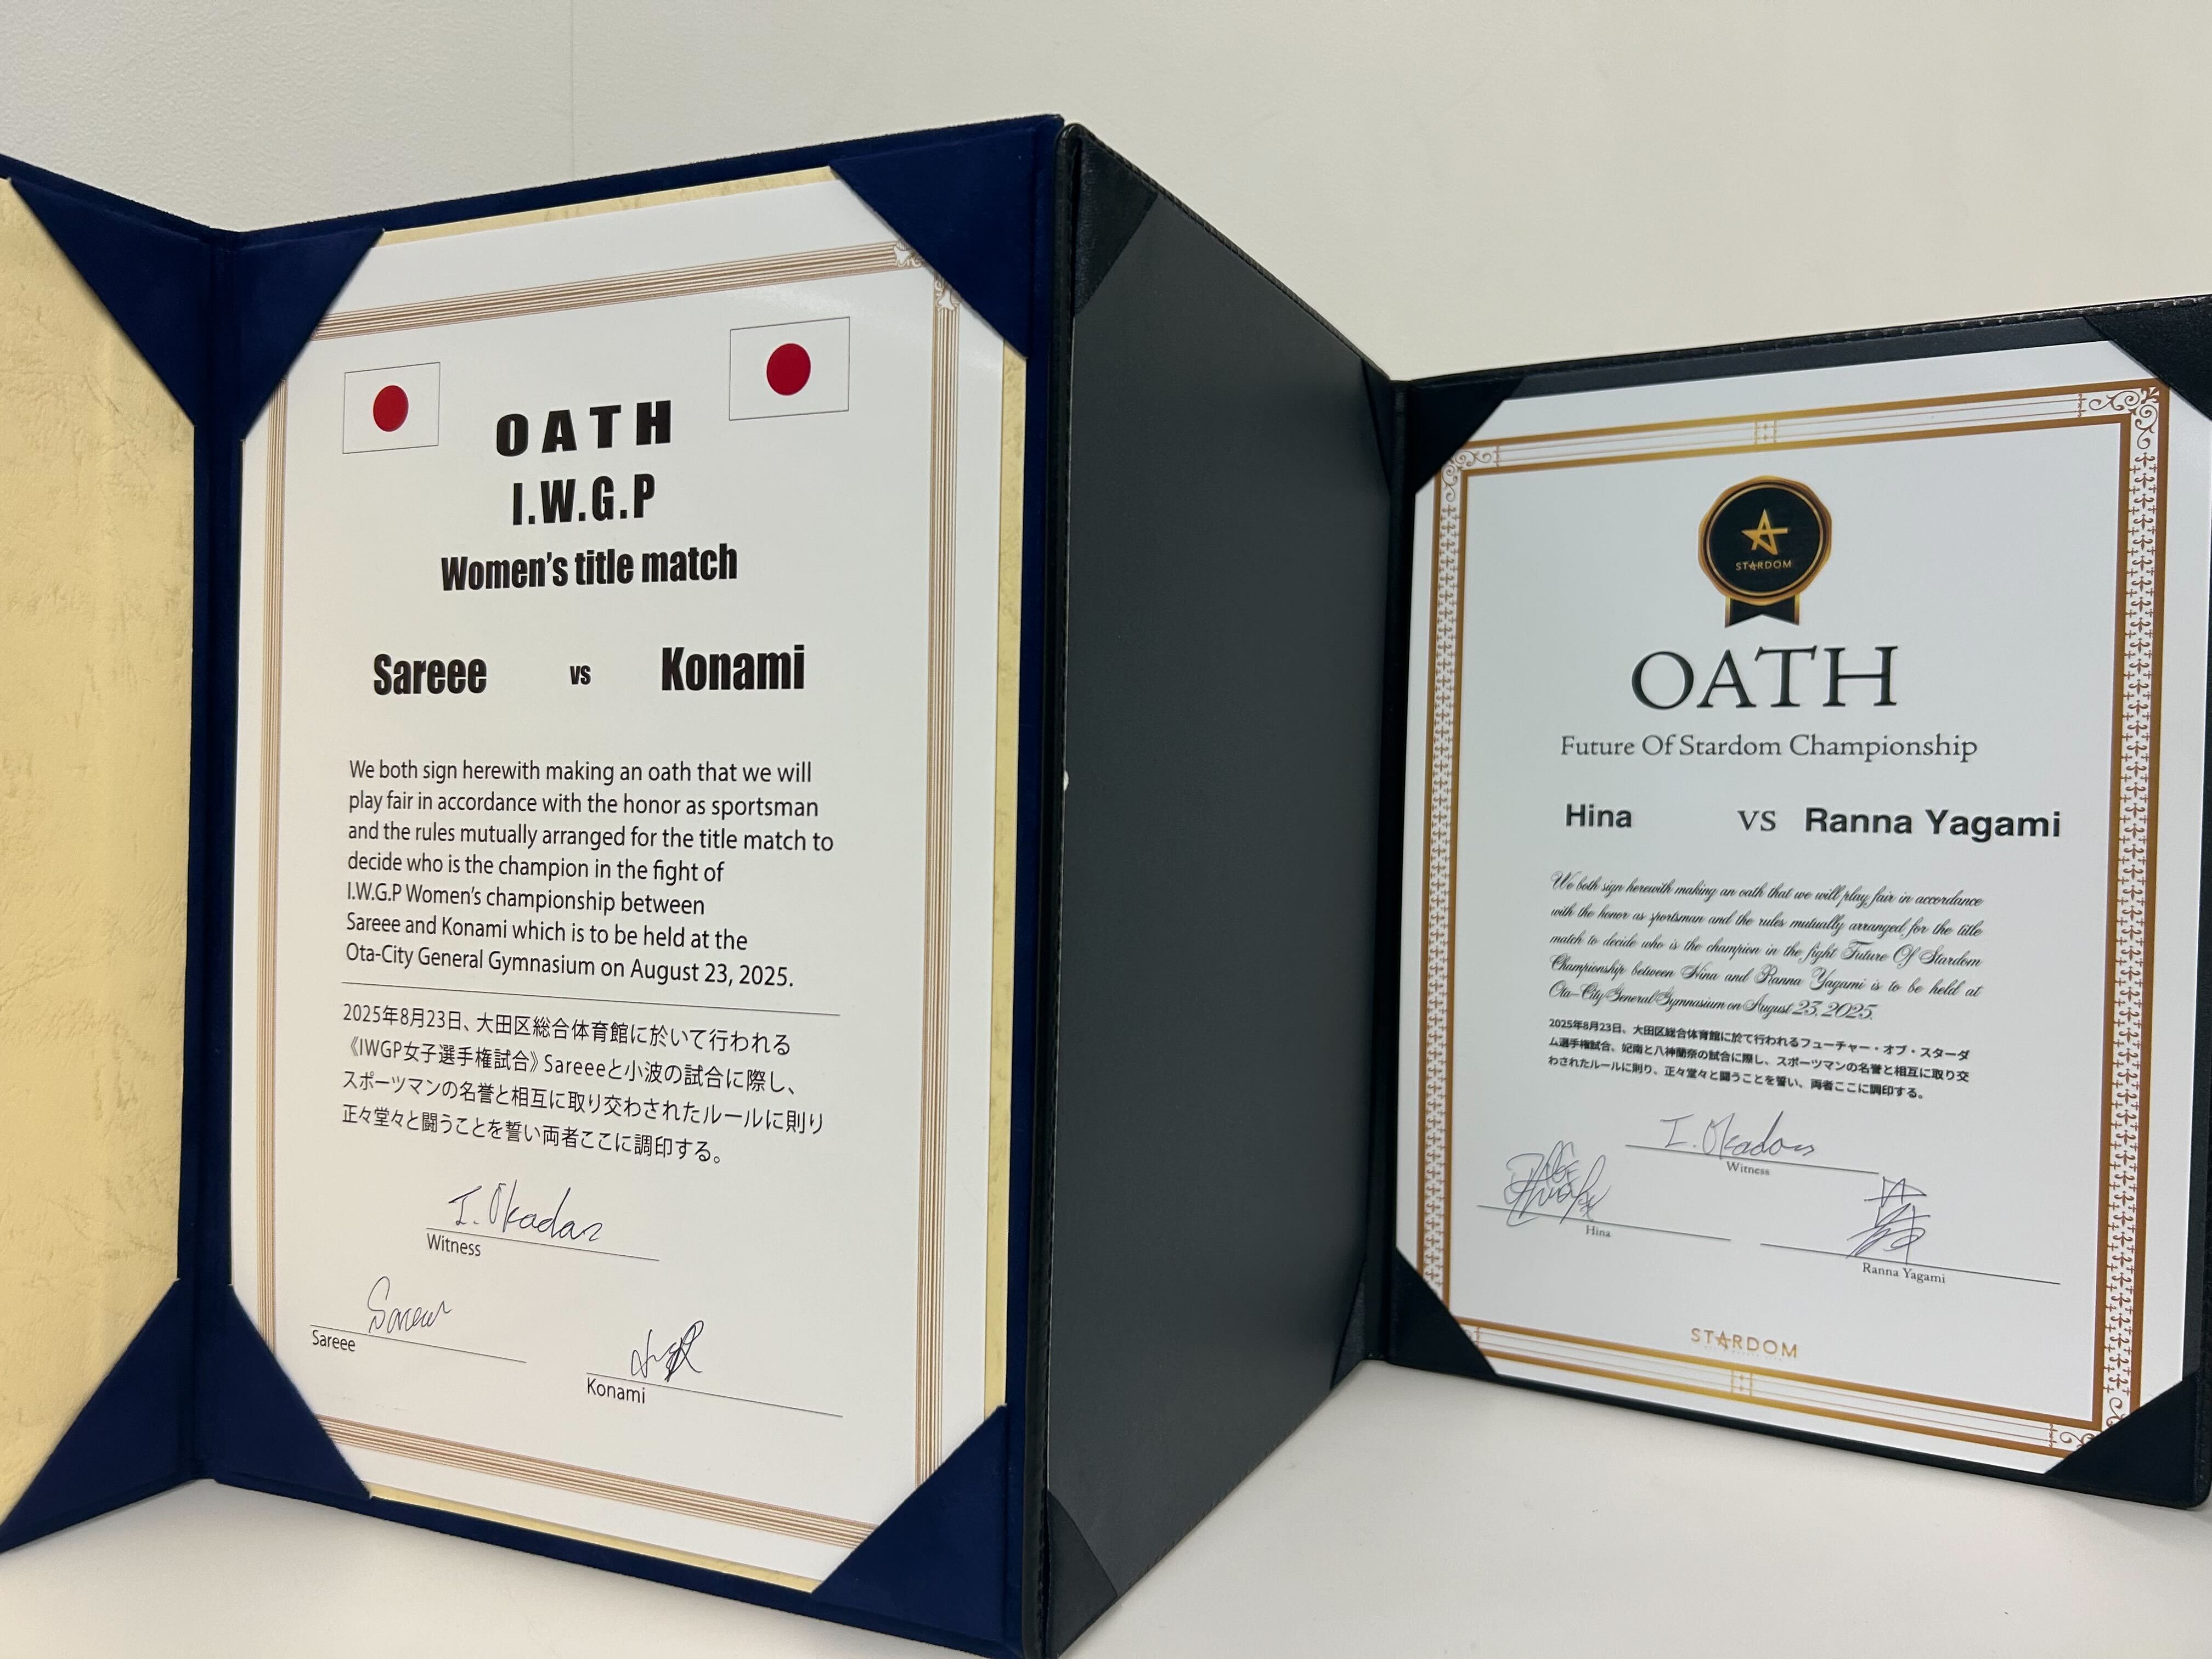 OATH
I.W.G.P
Women's title match
Sareee vs Konami
We both sign herewith making an oath that we will
play fair in accordance with the honor as sportsman
and the rules mutually arranged for the title match to
decide who is the champion in the fight of
I.W.G.P Women's championship between
Sareee and Konami which is to be held at the
Ota-City General Gymnasium on August 23, 2025.
2025年8月23日、大田区総合体育館に於いて行われる
《IWGP女子選手権試合》Sareeeと小波の試合に際し、
スポーツマンの名誉と相互に取り交わされたルールに則り
正々堂々と闘うことを誓い両者ここに調印する。
I. Okada
Witness
Sareee
Sareee
小波
Konami
STARDOM
OATH
Future Of Stardom Championship
Hina VS Ranna Yagami
We both sign herewith making an oath that we will play fair in accordance
with the honor as sportsman and the rules mutually arranged for the title
match to decide who is the champion in the fight Future Of Stardom
Championship between Hina and Ranna Yagami is to be held at
Ota-City General Gymnasium on August 23, 2025.
2025年8月23日、大田区総合体育館に於て行われるフューチャー・オブ・スターダ
ム選手権試合、妃南と八神蘭奈の試合に際し、スポーツマンの名誉と相互に取り交
わされたルールに則り、正々堂々と闘うことを誓い、両者ここに調印する。
I. Okada
Witness
Hina
Ranna Yagami
STARDOM